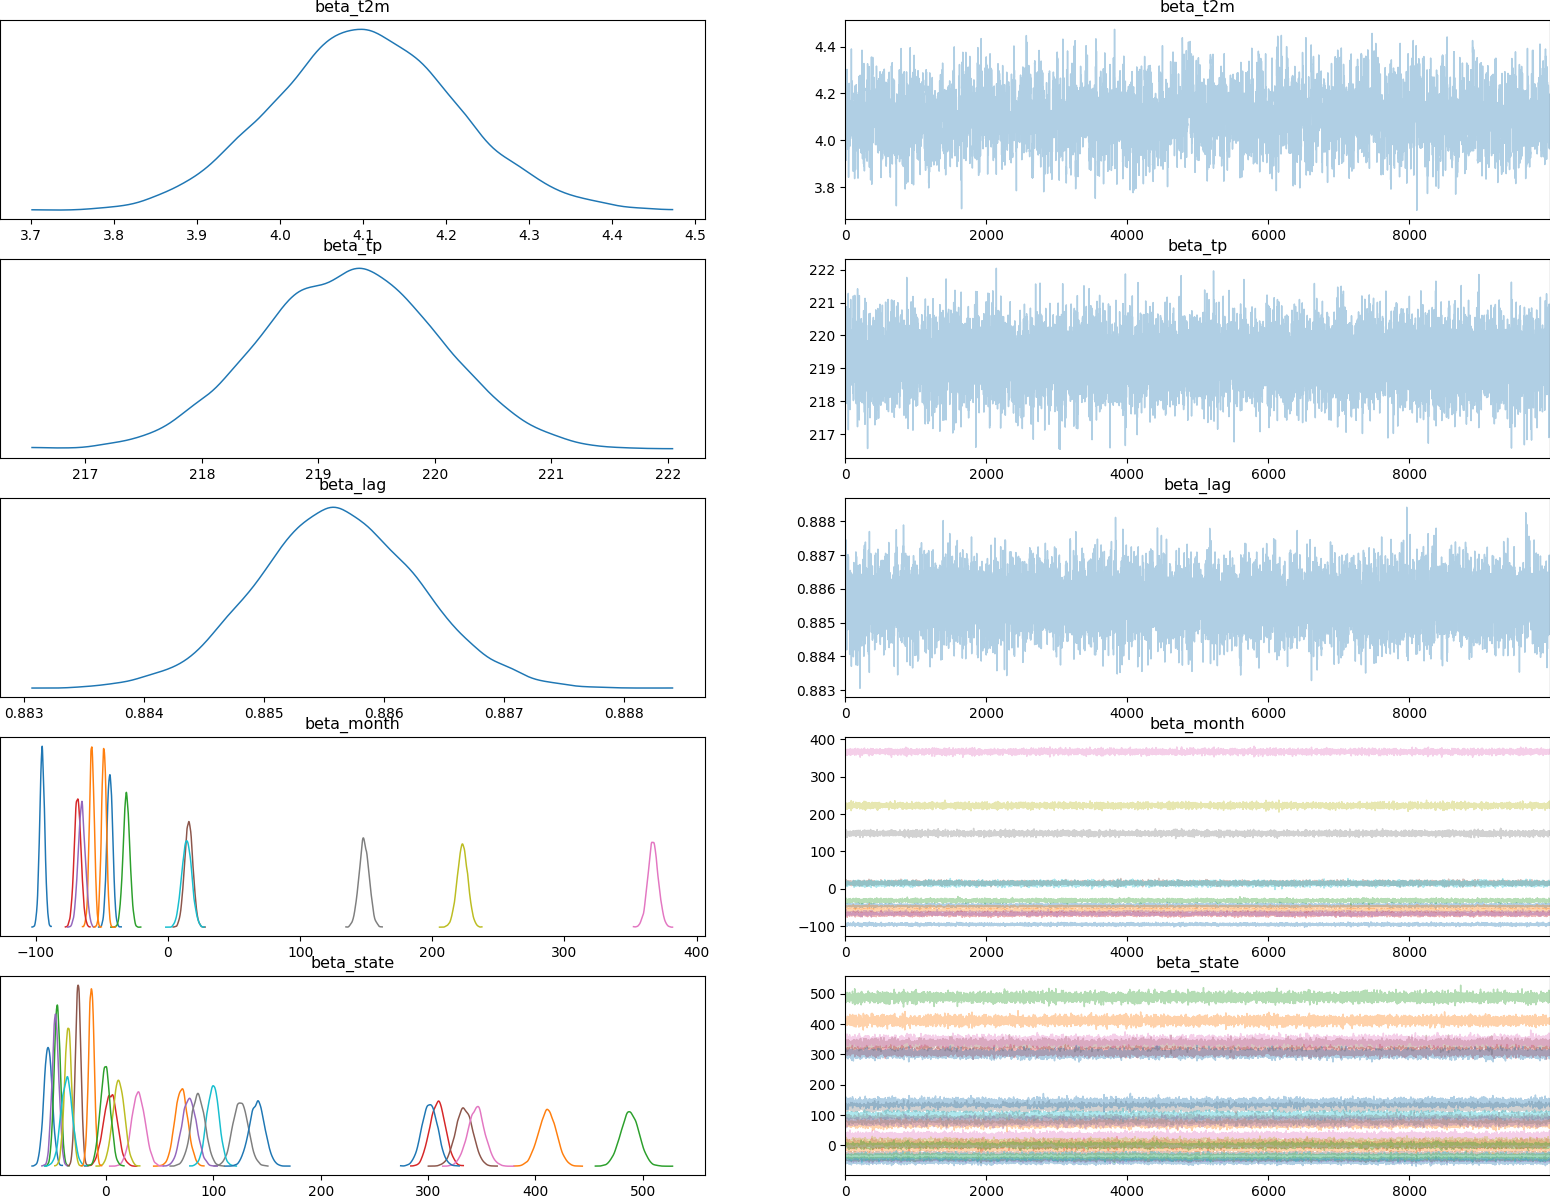 beta_t2m
3.7 3.8 3.9 4.0 4.1 4.2 4.3 4.4 4.5
beta_t2m
4.4
4.2
4.0
3.8
0 2000 4000 6000 8000
beta_tp
217 218 219 220 221 222
beta_tp
222
221
220
219
218
217
0 2000 4000 6000 8000
beta_lag
0.883 0.884 0.885 0.886 0.887 0.888
beta_lag
0.888
0.887
0.886
0.885
0.884
0.883
0 2000 4000 6000 8000
beta_month
−100 0 100 200 300 400
beta_month
400
300
200
100
0
−100
0 2000 4000 6000 8000
beta_state
0 100 200 300 400 500
beta_state
500
400
300
200
100
0
0 2000 4000 6000 8000